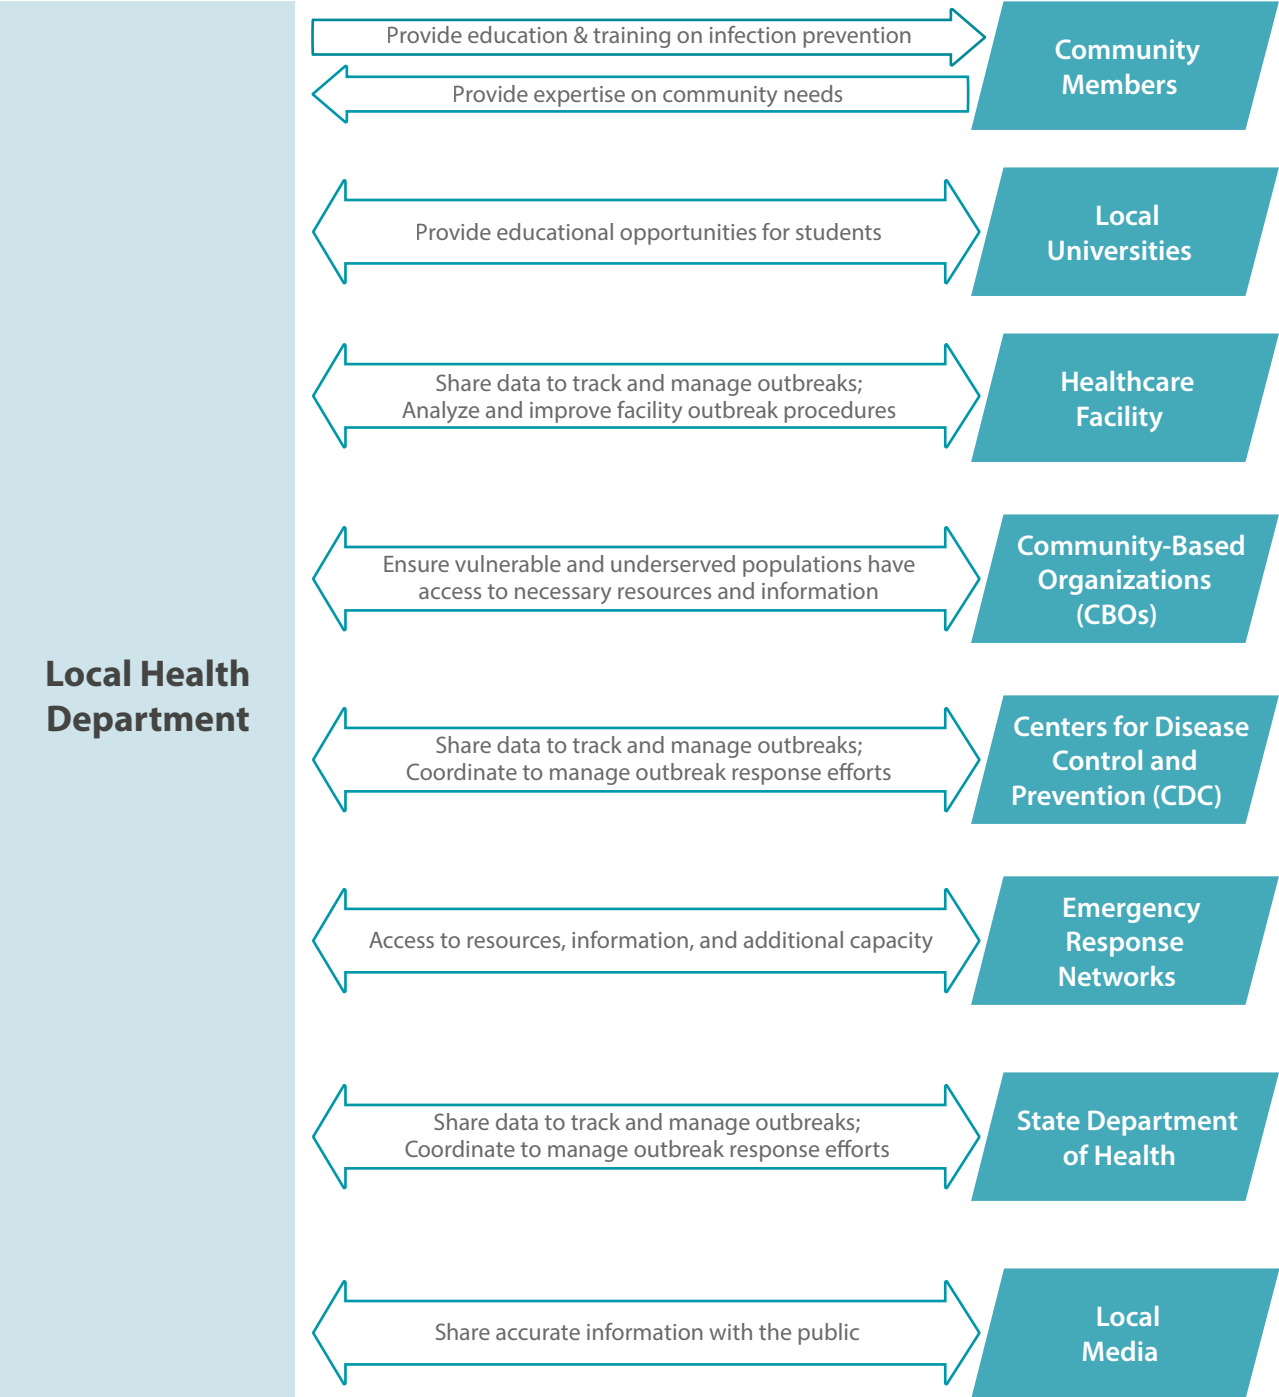 Provide education & training on infection prevention
Provide expertise on community needs
Community
Members
Provide educational opportunities for students
Local
Universities
Share data to track and manage outbreaks;
Analyze and improve facility outbreak procedures
Healthcare
Facility
Ensure vulnerable and underserved populations have
access to necessary resources and information
Community-Based
Organizations
(CBOs)
Local Health
Department
Share data to track and manage outbreaks;
Coordinate to manage outbreak response efforts
Centers for Disease
Control and
Prevention (CDC)
Access to resources, information, and additional capacity
Emergency
Response
Networks
Share data to track and manage outbreaks;
Coordinate to manage outbreak response efforts
State Department
of Health
Share accurate information with the public
Local
Media